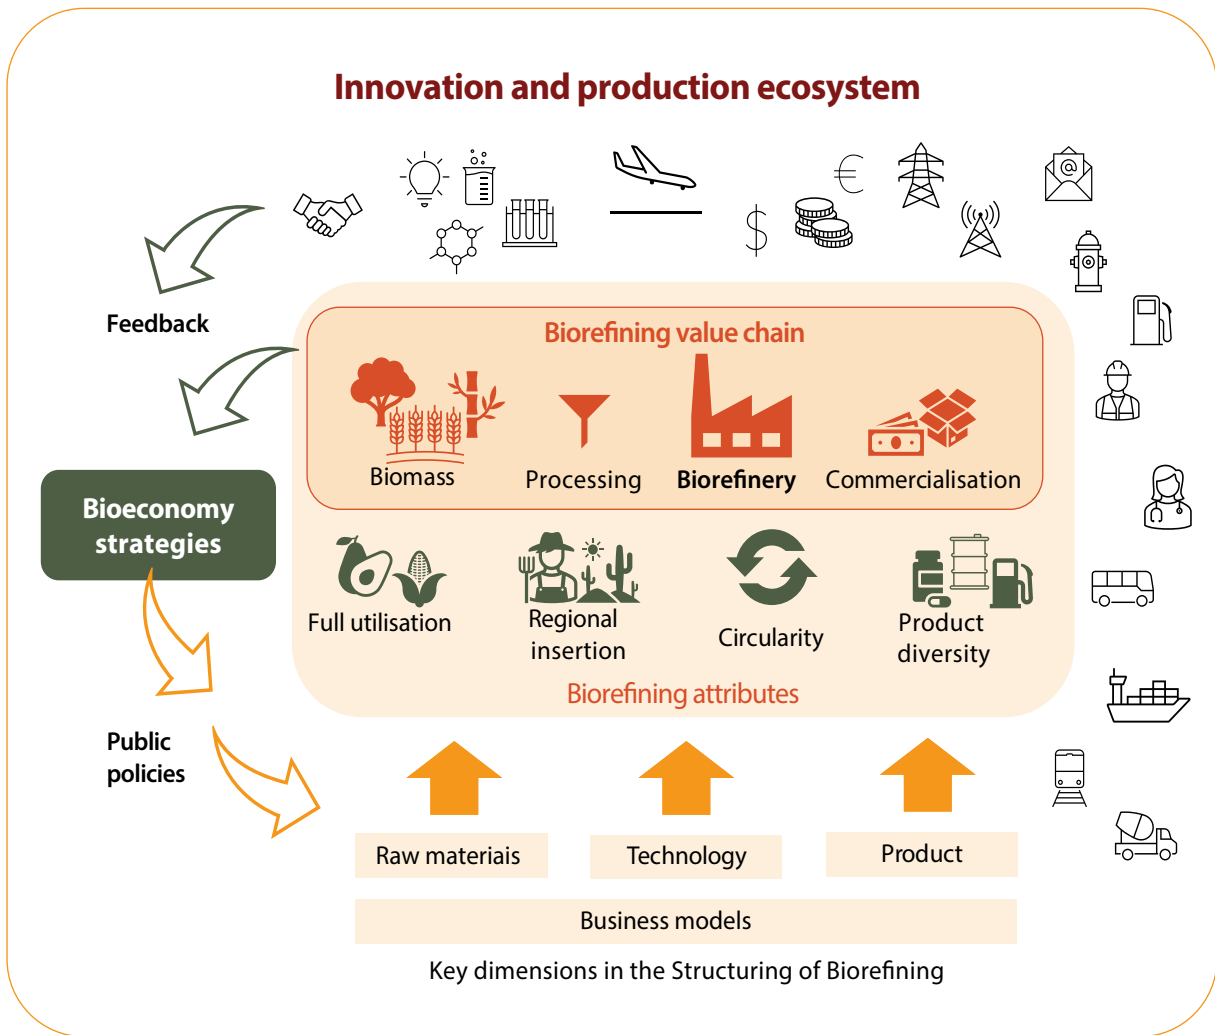 Innovation and production ecosystem
@
€
$
Feedback
Biorefining value chain
Biomass
Processing
Biorefinery
Commercialisation
Bioeconomy
strategies
Full utilisation
Regional
insertion
Circularity
Product
diversity
Biorefining attributes
Public
policies
Raw materiais
Technology
Product
Business models
Key dimensions in the Structuring of Biorefining